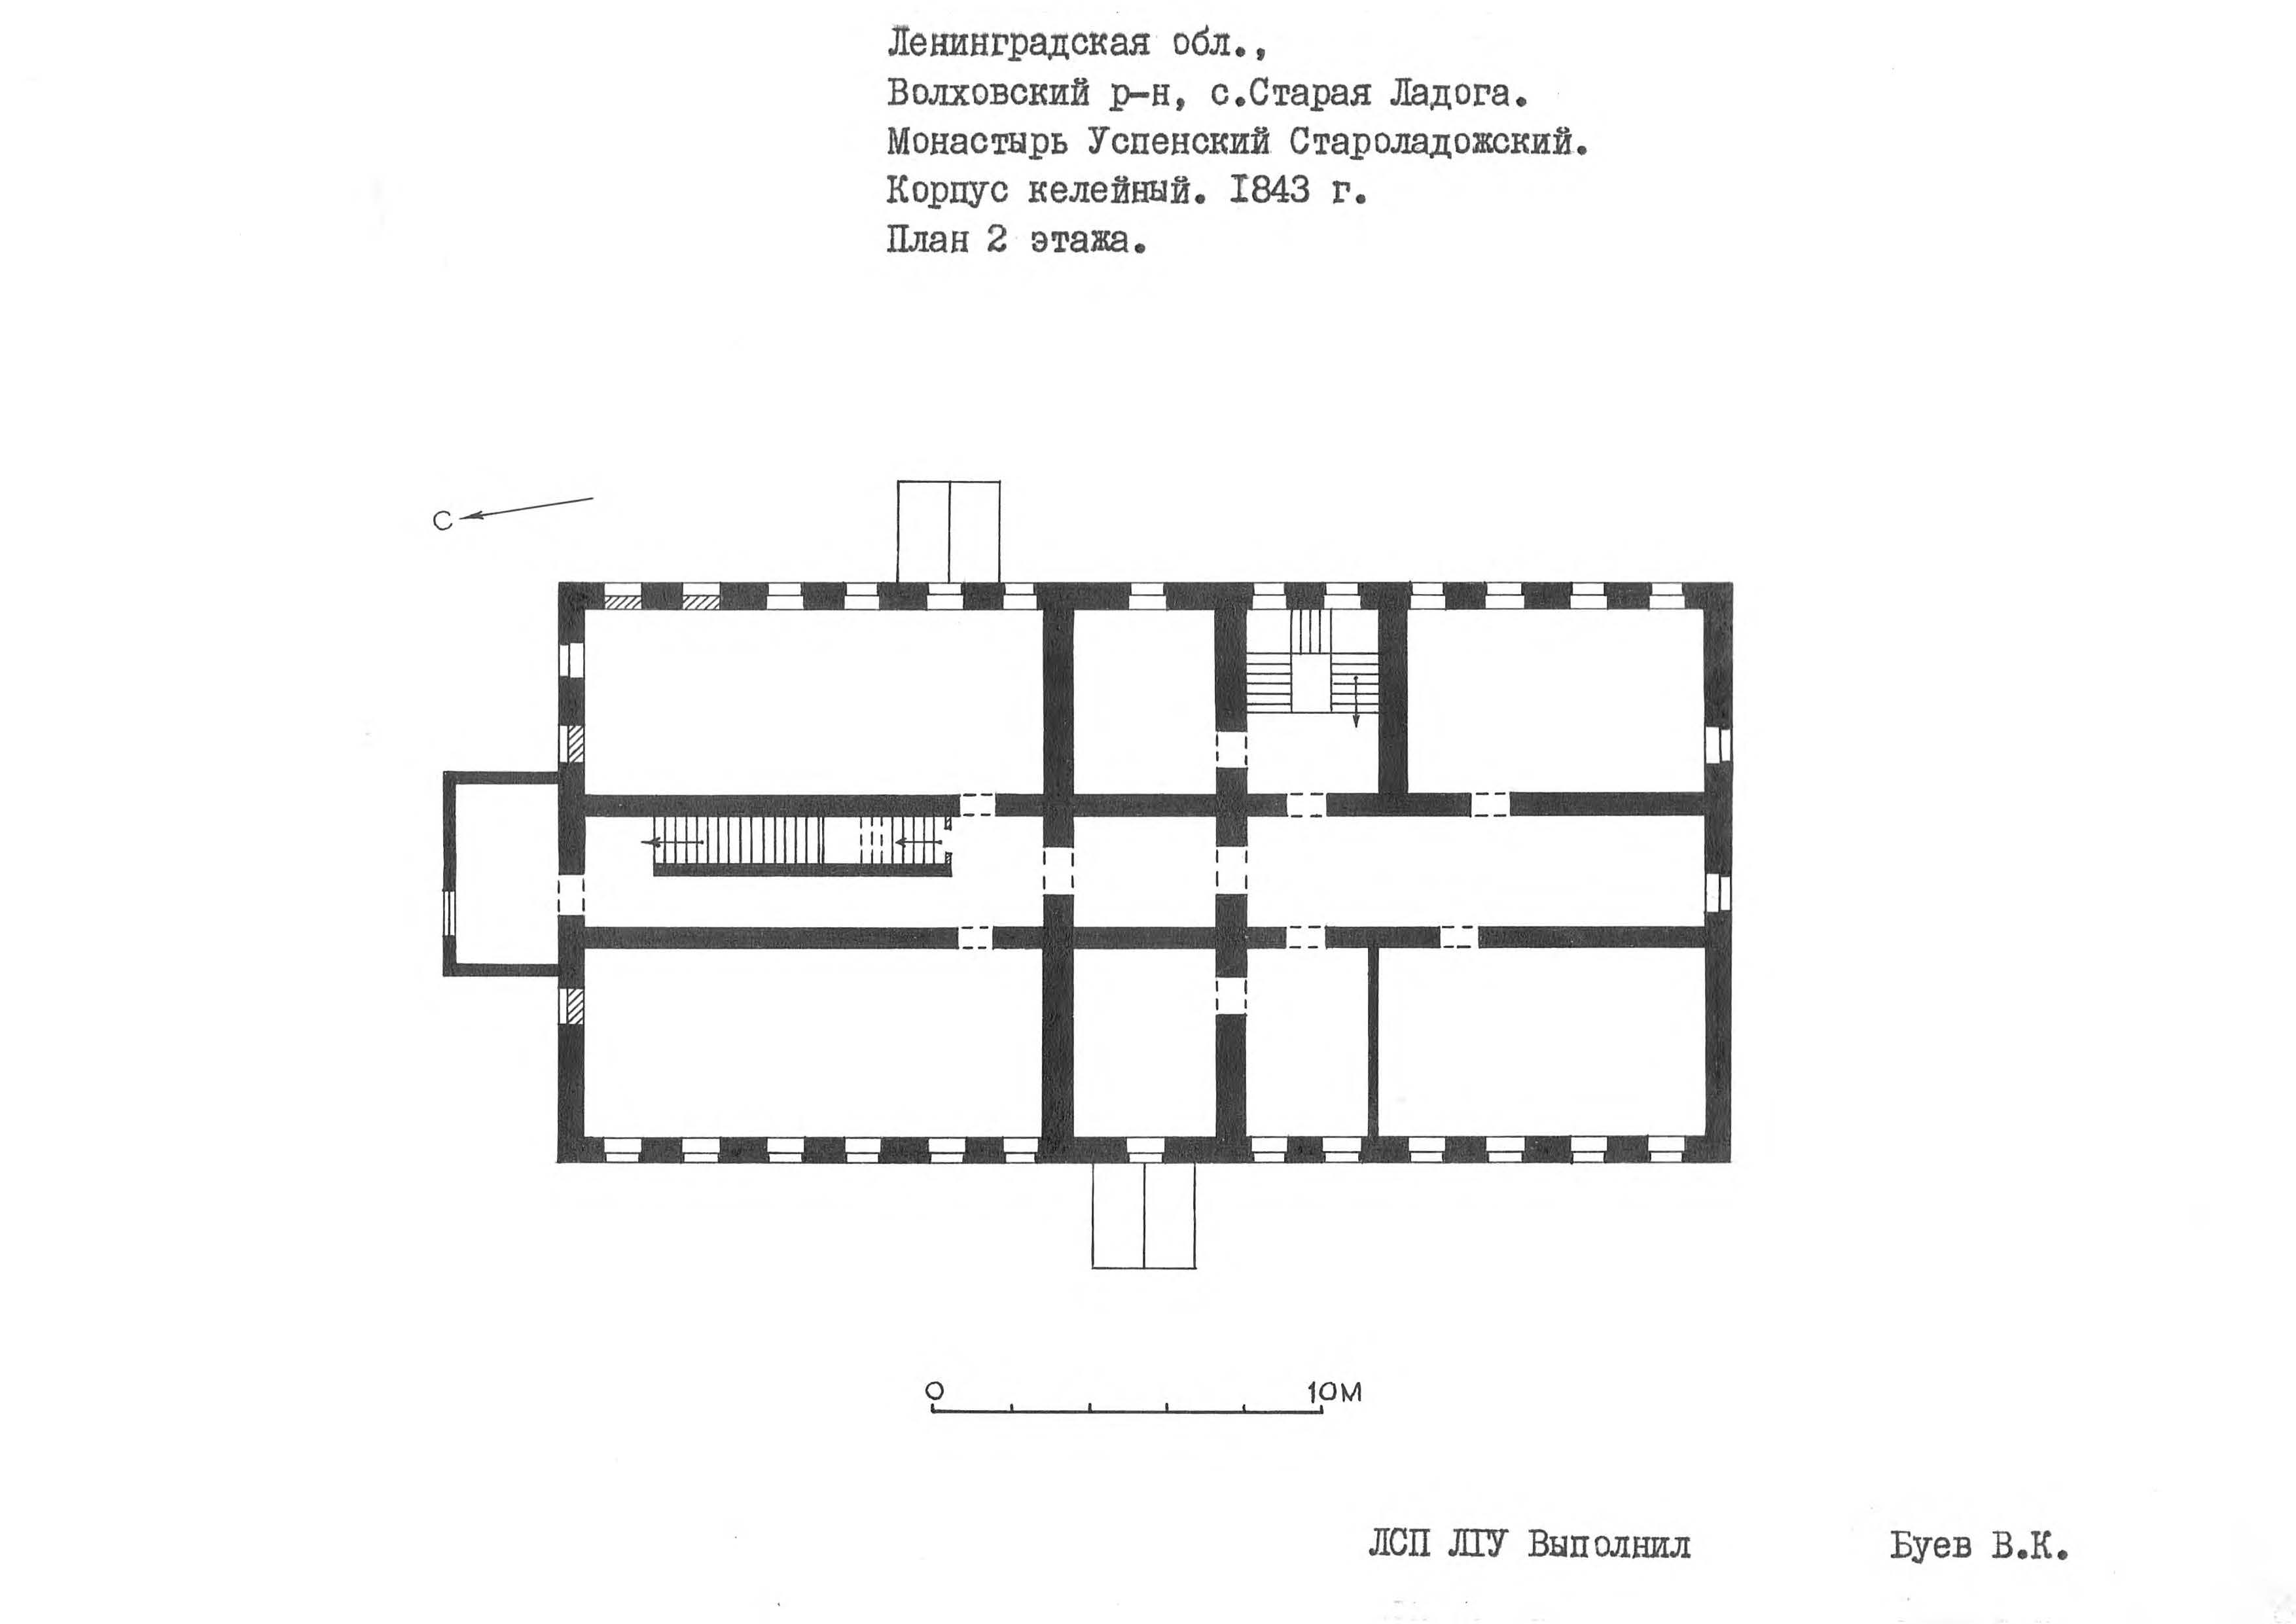 Ленинградская обл.,
Волховский р-н, с.Старая Ладога.
Монастырь Успенский Староладожский.
Корпус келейный. I843 г.
План 2 этажа.
С
0 10М
ЛСП ЛГУ Выполнил Буев В.К.